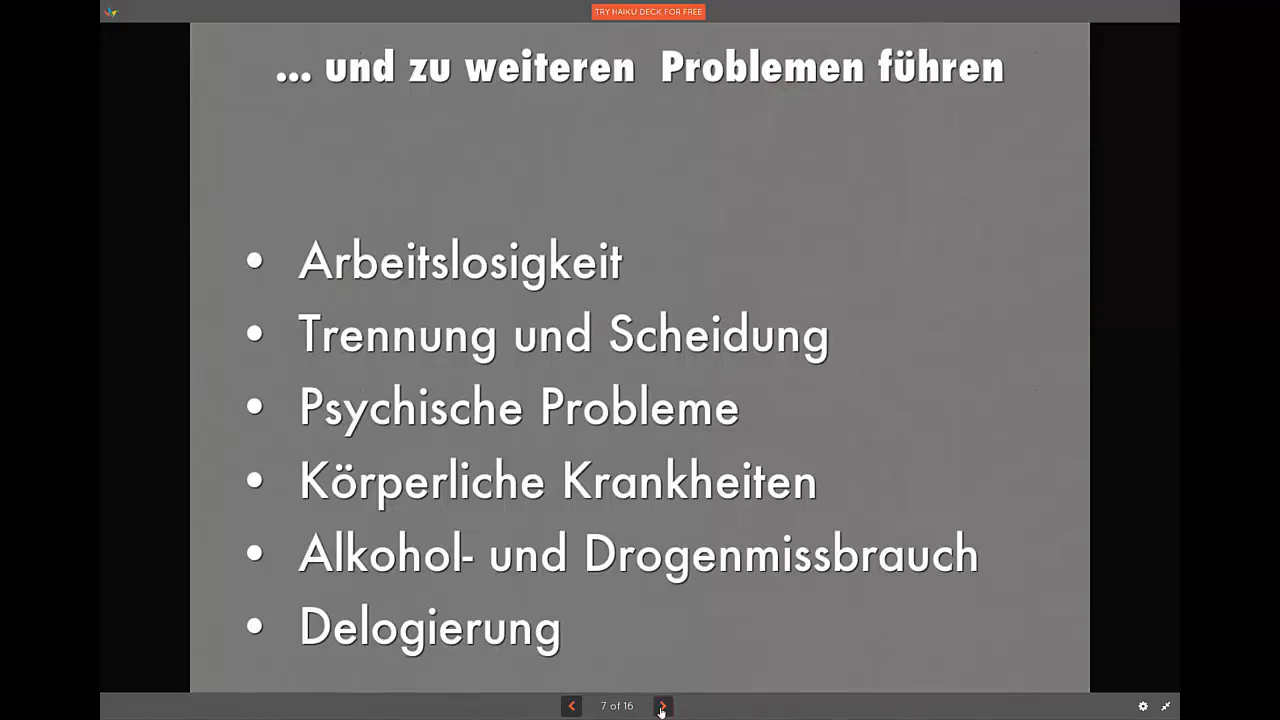 TRY HAIKU DECK FOR FREE
... und zu weiteren Problemen führen
• Arbeitslosigkeit
• Trennung und Scheidung
• Psychische Probleme
• Körperliche Krankheiten
• Alkohol- und Drogenmissbrauch
• Delogierung
7 of 16